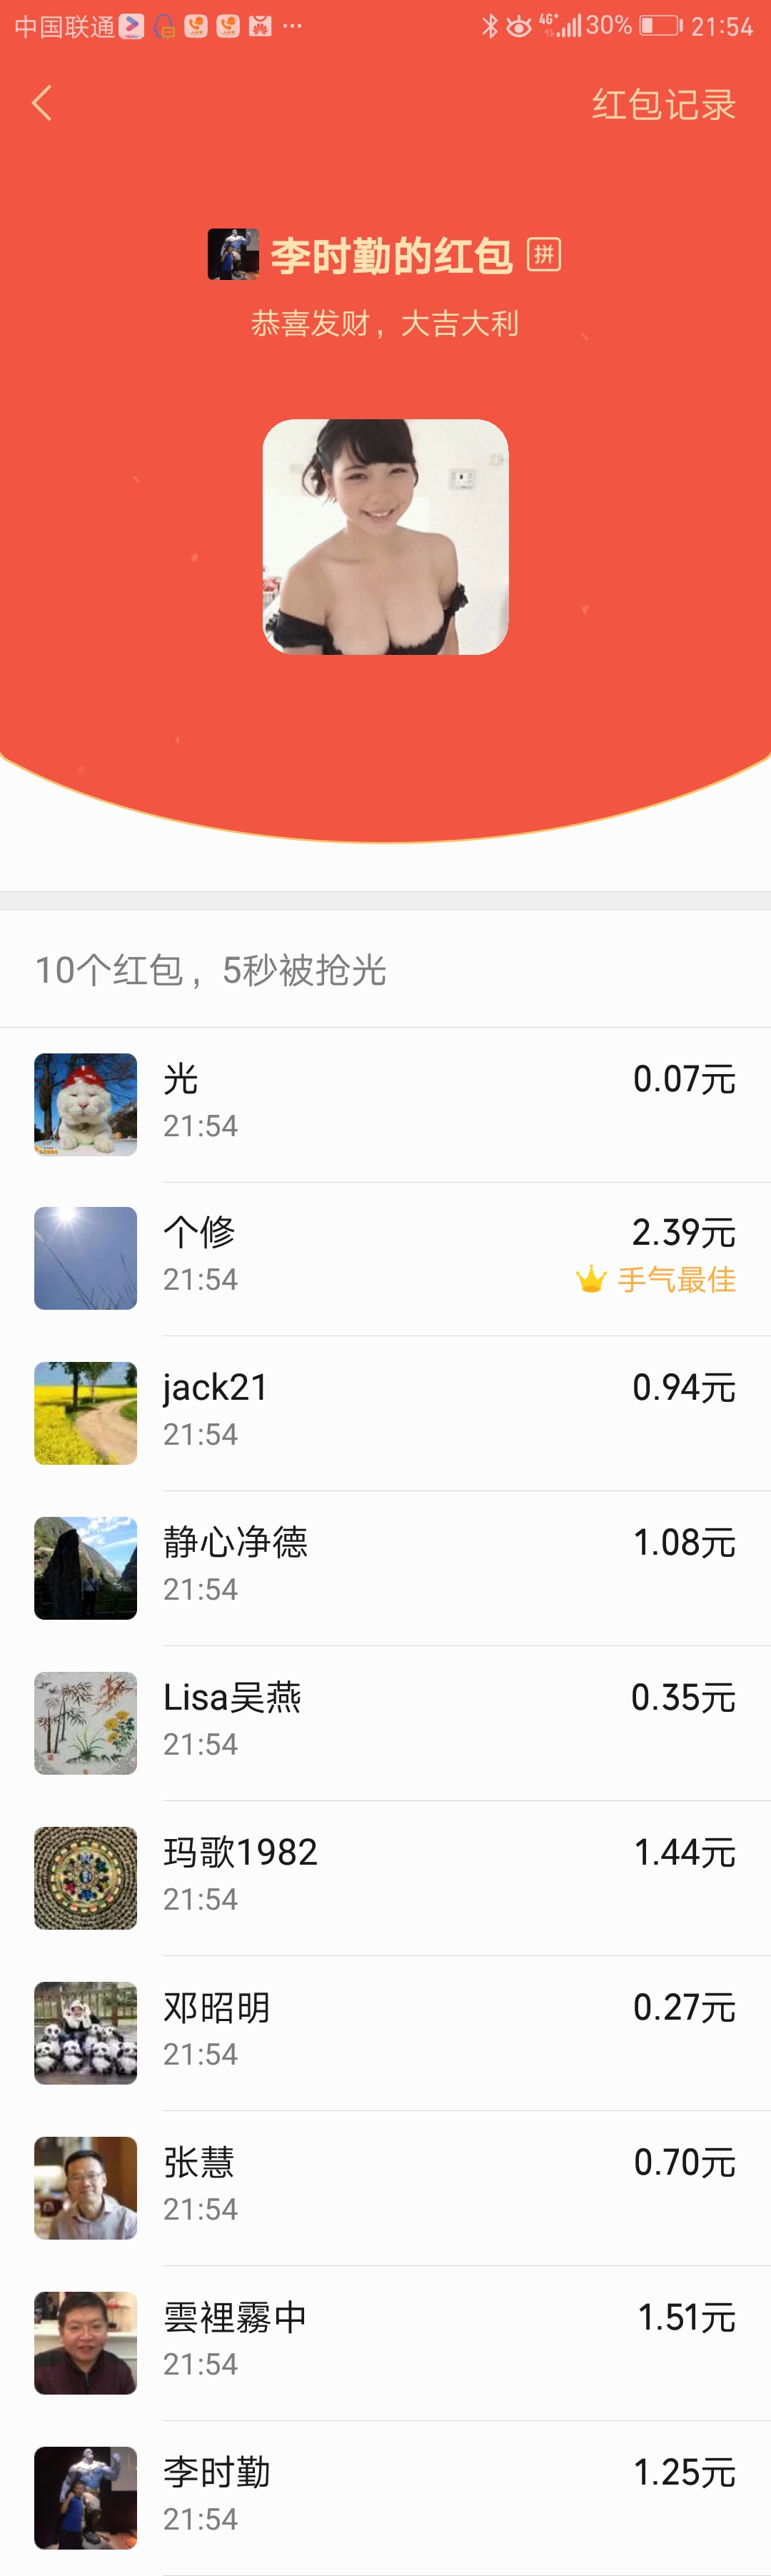 中国联通 ··· 4G+ 30% 21:54
红包记录
李时勤的红包 拼
恭喜发财，大吉大利
10个红包，5秒被抢光
光 0.07元
21:54
个修 2.39元
21:54 手气最佳
jack21 0.94元
21:54
静心净德 1.08元
21:54
Lisa吴燕 0.35元
21:54
玛歌1982 1.44元
21:54
邓昭明 0.27元
21:54
张慧 0.70元
21:54
雲裡霧中 1.51元
21:54
李时勤 1.25元
21:54